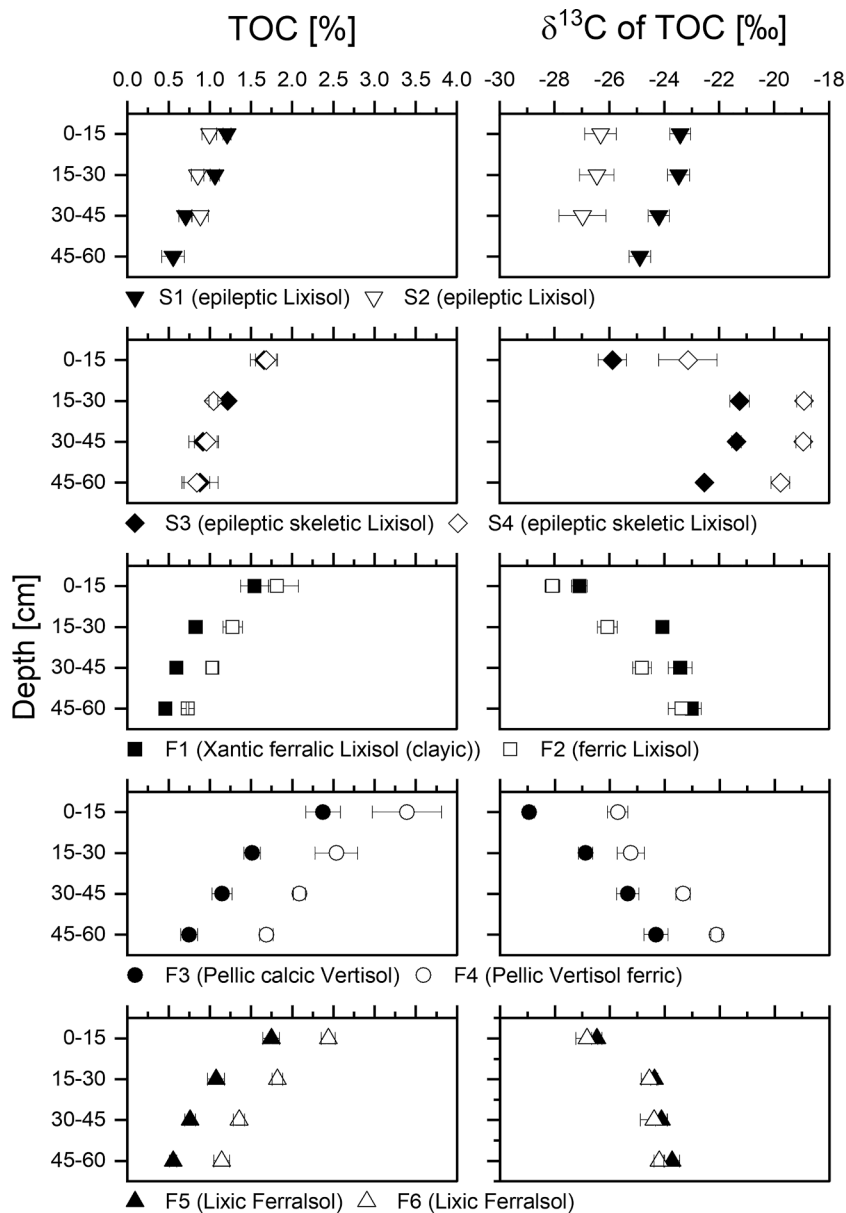 TOC [%]
δ¹³C of TOC [‰]
0.0 0.5 1.0 1.5 2.0 2.5 3.0 3.5 4.0
-30 -28 -26 -24 -22 -20 -18
0-15
15-30
30-45
45-60
S1 (epileptic Lixisol) S2 (epileptic Lixisol)
0-15
15-30
30-45
45-60
S3 (epileptic skeletic Lixisol) S4 (epileptic skeletic Lixisol)
Depth [cm]
0-15
15-30
30-45
45-60
F1 (Xantic ferralic Lixisol (clayic)) F2 (ferric Lixisol)
0-15
15-30
30-45
45-60
F3 (Pellic calcic Vertisol) F4 (Pellic Vertisol ferric)
0-15
15-30
30-45
45-60
F5 (Lixic Ferralsol) F6 (Lixic Ferralsol)